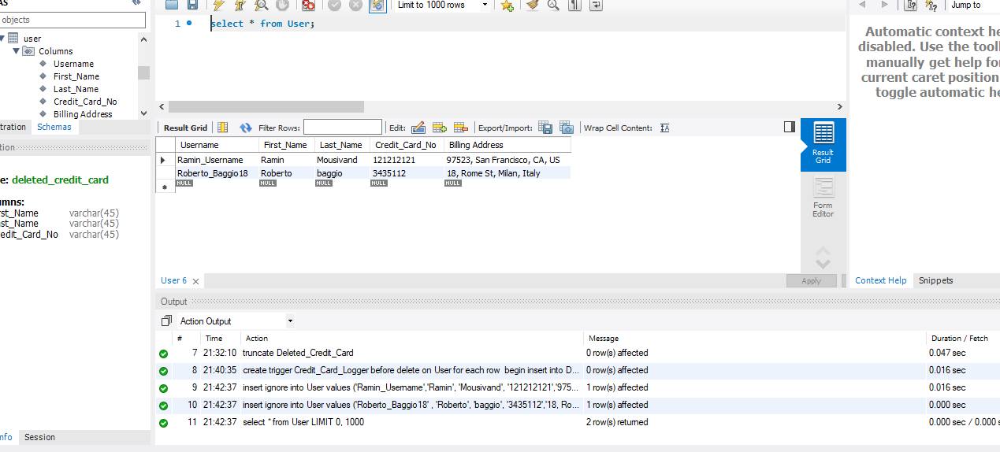 AS
Limit to 1000 rows
Jump to
objects
1 select * from User;
user
Columns
Username
First_Name
Last_Name
Credit_Card_No
Billing Address
Automatic context he
disabled. Use the tool
manually get help fo
current caret position
toggle automatic he
tration Schemas
Result Grid Filter Rows: Edit: Export/Import: Wrap Cell Content:
Username First_Name Last_Name Credit_Card_No Billing Address
Ramin_Username Ramin Mousivand 121212121 97523, San Francisco, CA, US
Roberto_Baggio18 Roberto baggio 3435112 18, Rome St, Milan, Italy
NULL NULL NULL NULL NULL
Result
Grid
Form
Editor
tion
e: deleted_credit_card
umns:
rst_Name varchar(45)
ast_Name varchar(45)
edit_Card_No varchar(45)
User 6
Apply
Context Help Snippets
Output
Action Output
# Time Action Message Duration / Fetch
7 21:32:10 truncate Deleted_Credit_Card 0 row(s) affected 0.047 sec
8 21:40:35 create trigger Credit_Card_Logger before delete on User for each row begin insert into D... 0 row(s) affected 0.016 sec
9 21:42:37 insert ignore into User values ('Ramin_Username','Ramin', 'Mousivand', '121212121','975... 1 row(s) affected 0.016 sec
10 21:42:37 insert ignore into User values ('Roberto_Baggio18' , 'Roberto', 'baggio', '3435112','18, Ro... 1 row(s) affected 0.000 sec
11 21:42:37 select * from User LIMIT 0, 1000 2 row(s) returned 0.000 sec / 0.000 s
nfo Session